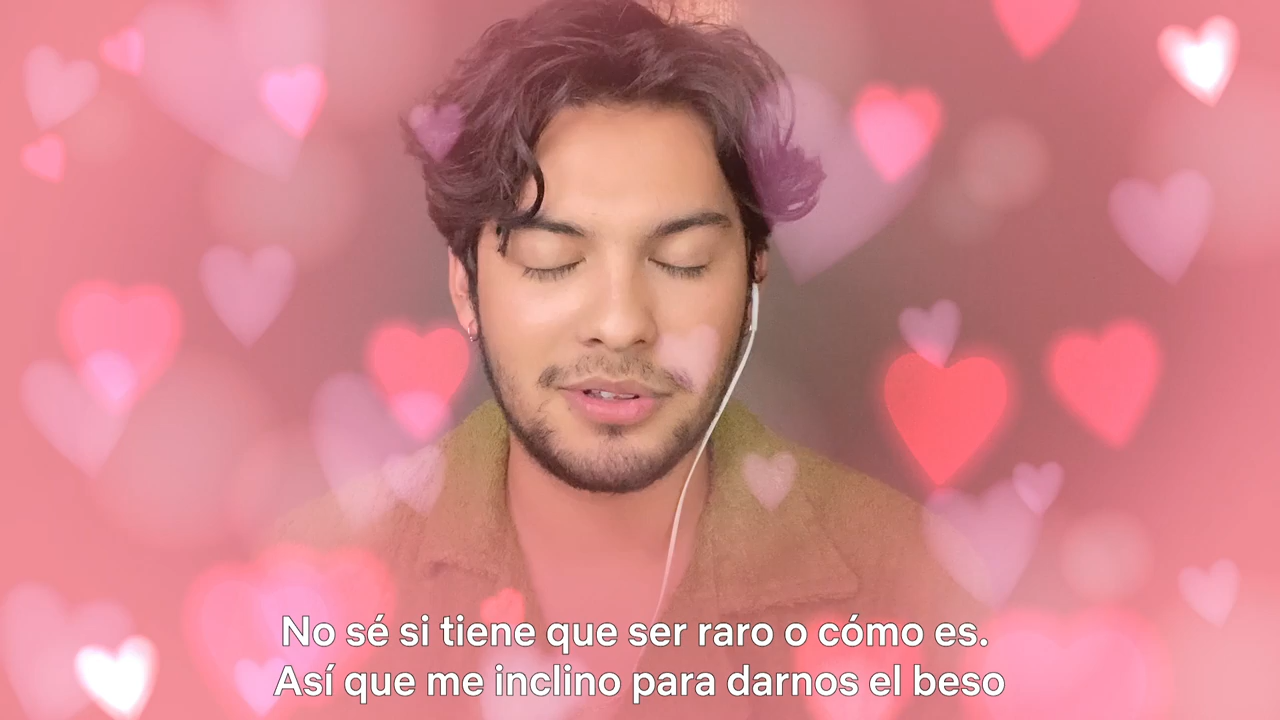 No sé si tiene que ser raro o cómo es.
Así que me inclino para darnos el beso